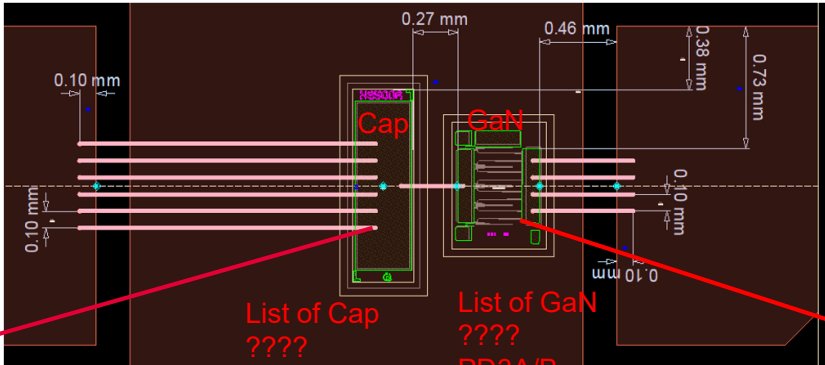 0.27 mm
0.46 mm
0.38 mm
0.73 mm
0.10 mm
Cap
GaN
0.10 mm
0.10 mm
0.10 mm
List of Cap
????
List of GaN
????